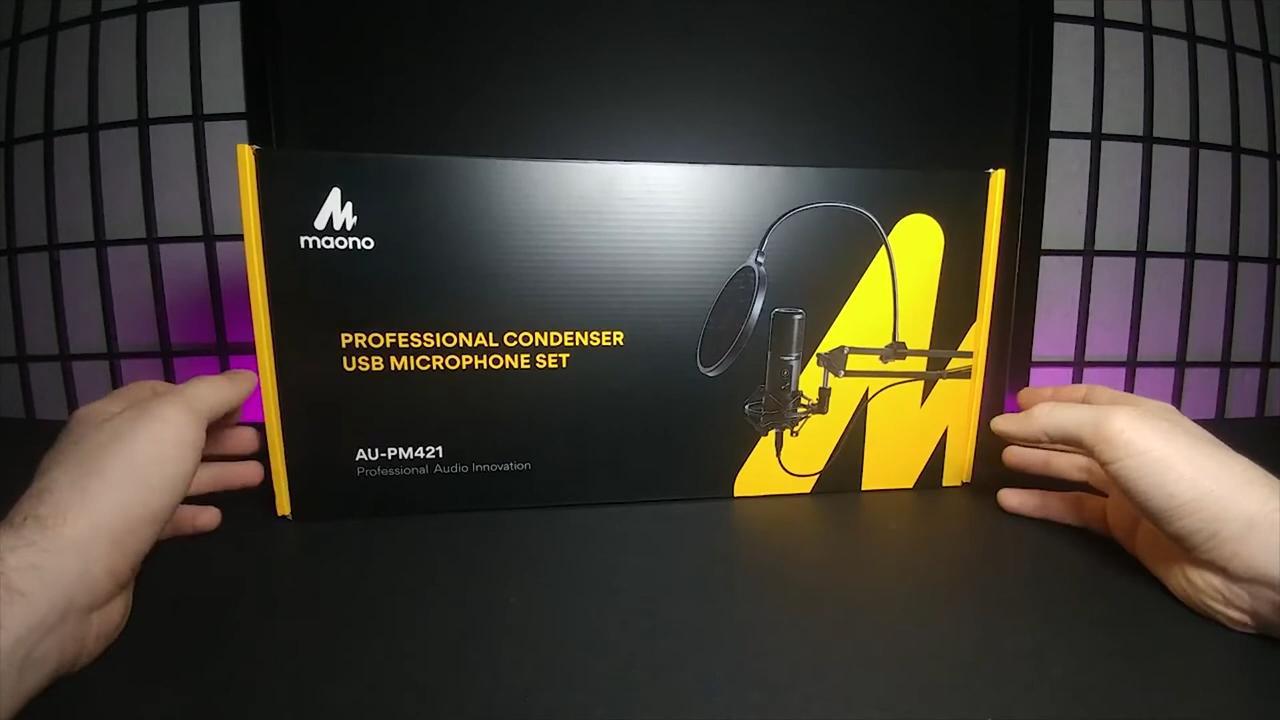 maono
PROFESSIONAL CONDENSER
USB MICROPHONE SET
AU-PM421
Professional Audio Innovation